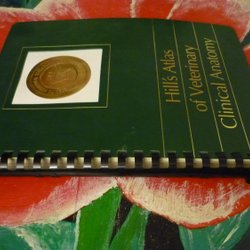 Hill's Atlas
of Veterinary
Clinical Anatomy